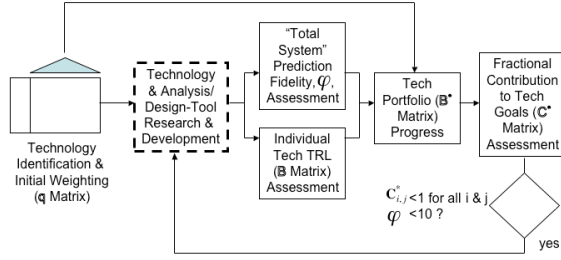 Technology
Identification &
Initial Weighting
(q Matrix)
Technology
& Analysis/
Design-Tool
Research &
Development
“Total
System”
Prediction
Fidelity, φ,
Assessment
Individual
Tech TRL
(B Matrix)
Assessment
Tech
Portfolio (B*
Matrix)
Progress
Fractional
Contribution
to Tech
Goals (C*
Matrix)
Assessment
C*i,j <1 for all i & j
φ <10 ?
yes